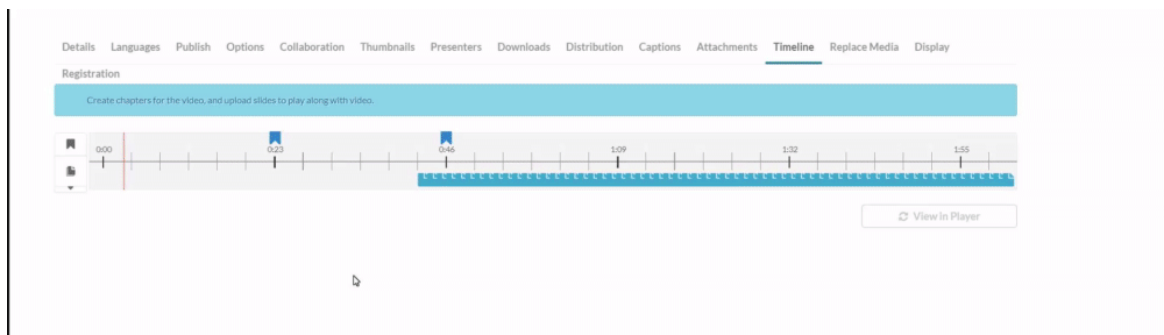 Details Languages Publish Options Collaboration Thumbnails Presenters Downloads Distribution Captions Attachments Timeline Replace Media Display
Registration
Create chapters for the video, and upload slides to play along with video.
0:00 0:23 0:46 1:09 1:32 1:55
View in Player